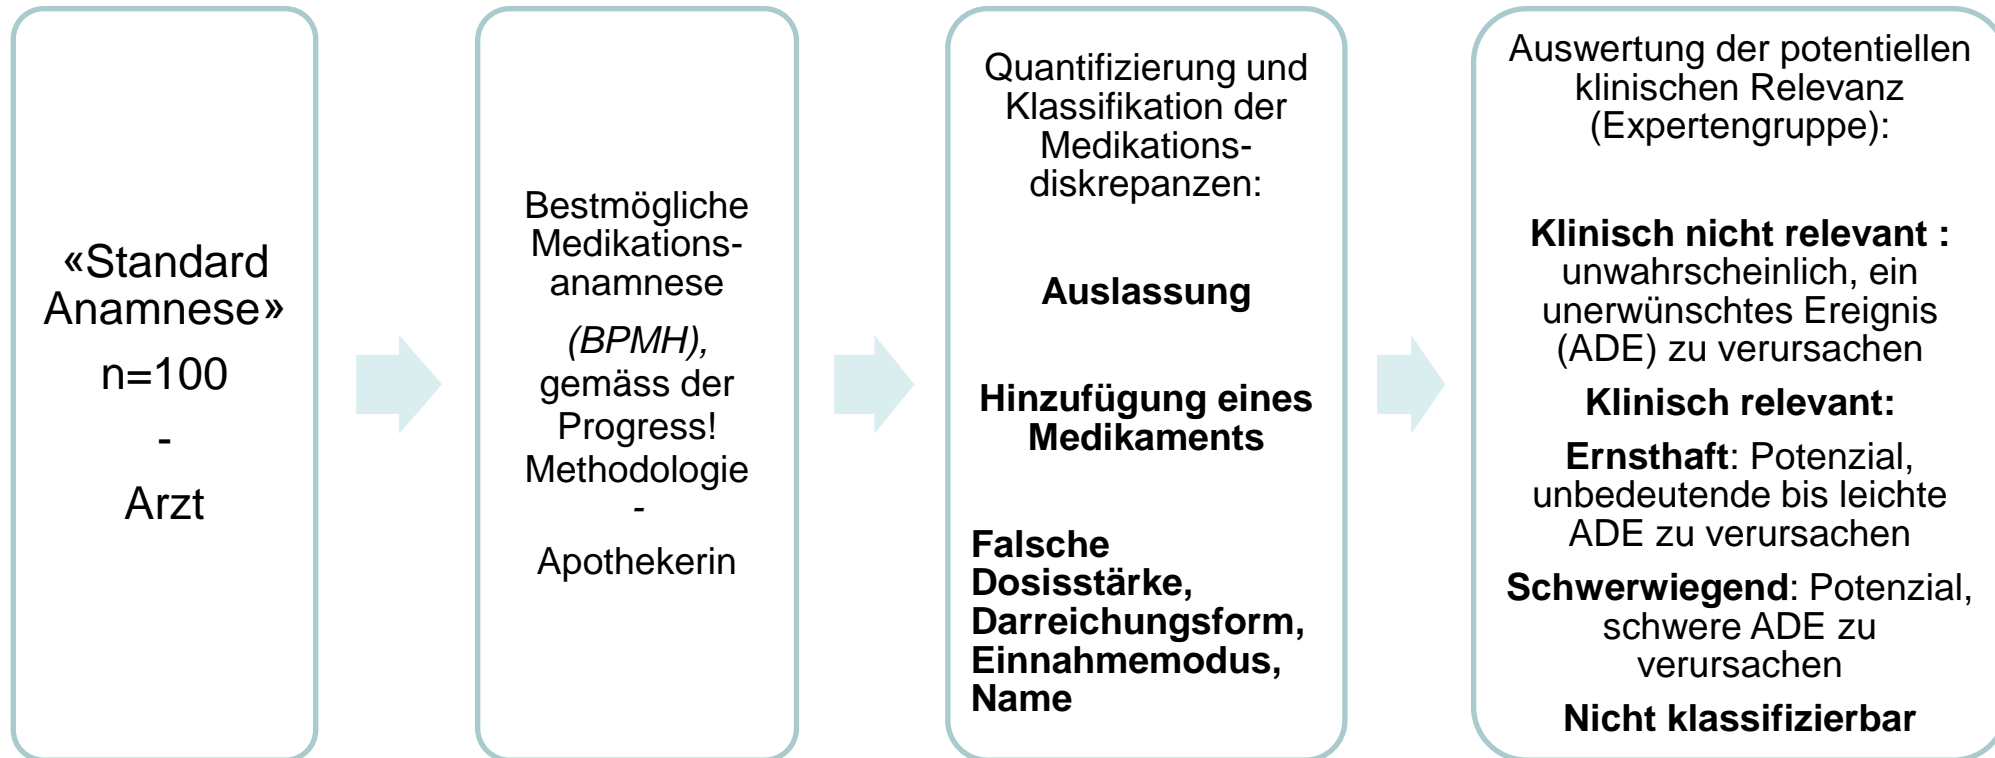 «Standard
Anamnese»
n=100
-
Arzt
Bestmögliche
Medikations-
anamnese
(BPMH),
gemäss der
Progress!
Methodologie
-
Apothekerin
Quantifizierung und
Klassifikation der
Medikations-
diskrepanzen:
Auslassung
Hinzufügung eines
Medikaments
Falsche
Dosisstärke,
Darreichungsform,
Einnahmemodus,
Name
Auswertung der potentiellen
klinischen Relevanz
(Expertengruppe):
Klinisch nicht relevant :
unwahrscheinlich, ein
unerwünschtes Ereignis
(ADE) zu verursachen
Klinisch relevant:
Ernsthaft: Potenzial,
unbedeutende bis leichte
ADE zu verursachen
Schwerwiegend: Potenzial,
schwere ADE zu
verursachen
Nicht klassifizierbar